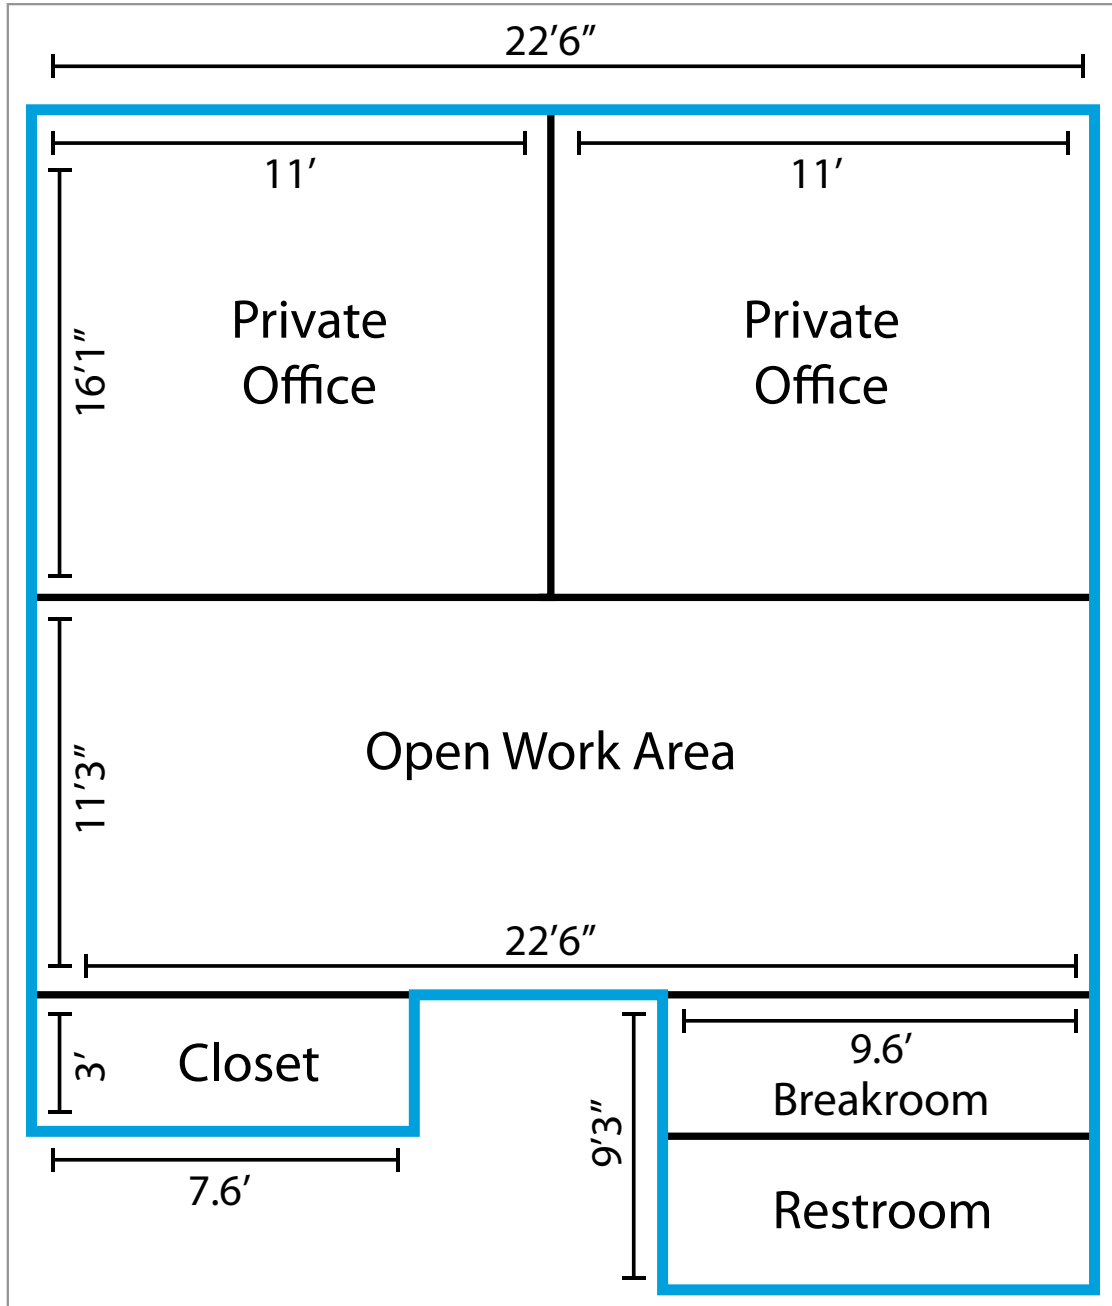 22′6″
11′
11′
16′1″
Private
Office
Private
Office
11′3″
Open Work Area
22′6″
3′
Closet
7.6′
9′3″
9.6′
Breakroom
Restroom